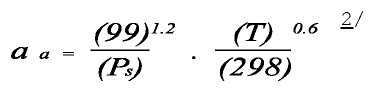 a a = (99)1.2 / (Ps) . (T) 0.6 / (298) 2/